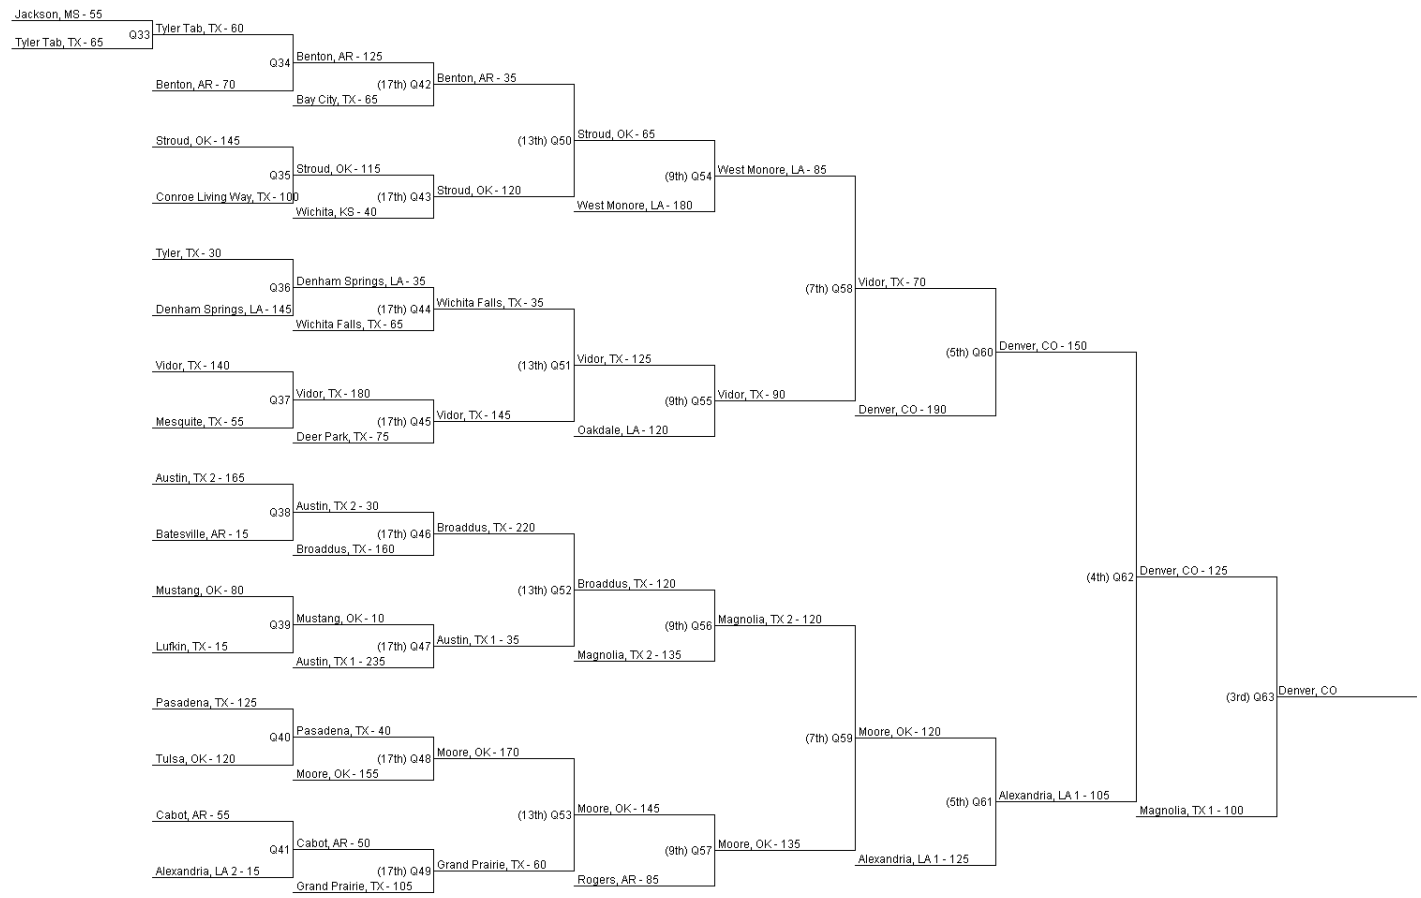 Jackson, MS - 55
Q33
Tyler Tab, TX - 65
Tyler Tab, TX - 60
Q34
Benton, AR - 70
Benton, AR - 125
(17th) Q42
Bay City, TX - 65
Benton, AR - 35
(13th) Q50
Stroud, OK - 145
Q35
Conroe Living Way, TX - 100
Stroud, OK - 115
(17th) Q43
Wichita, KS - 40
Stroud, OK - 120
Stroud, OK - 65
(9th) Q54
West Monore, LA - 180
West Monore, LA - 85
(7th) Q58
Tyler, TX - 30
Q36
Denham Springs, LA - 145
Denham Springs, LA - 35
(17th) Q44
Wichita Falls, TX - 65
Wichita Falls, TX - 35
(13th) Q51
Vidor, TX - 140
Q37
Mesquite, TX - 55
Vidor, TX - 180
(17th) Q45
Deer Park, TX - 75
Vidor, TX - 145
Vidor, TX - 125
(9th) Q55
Oakdale, LA - 120
Vidor, TX - 90
Vidor, TX - 70
(5th) Q60
Denver, CO - 190
Denver, CO - 150
(4th) Q62
Austin, TX 2 - 165
Q38
Batesville, AR - 15
Austin, TX 2 - 30
(17th) Q46
Broaddus, TX - 160
Broaddus, TX - 220
(13th) Q52
Mustang, OK - 80
Q39
Lufkin, TX - 15
Mustang, OK - 10
(17th) Q47
Austin, TX 1 - 235
Austin, TX 1 - 35
Broaddus, TX - 120
(9th) Q56
Magnolia, TX 2 - 135
Magnolia, TX 2 - 120
(7th) Q59
Pasadena, TX - 125
Q40
Tulsa, OK - 120
Pasadena, TX - 40
(17th) Q48
Moore, OK - 155
Moore, OK - 170
(13th) Q53
Cabot, AR - 55
Q41
Alexandria, LA 2 - 15
Cabot, AR - 50
(17th) Q49
Grand Prairie, TX - 105
Grand Prairie, TX - 60
Moore, OK - 145
(9th) Q57
Rogers, AR - 85
Moore, OK - 135
Moore, OK - 120
(5th) Q61
Alexandria, LA 1 - 125
Alexandria, LA 1 - 105
Denver, CO - 125
(3rd) Q63
Magnolia, TX 1 - 100
Denver, CO